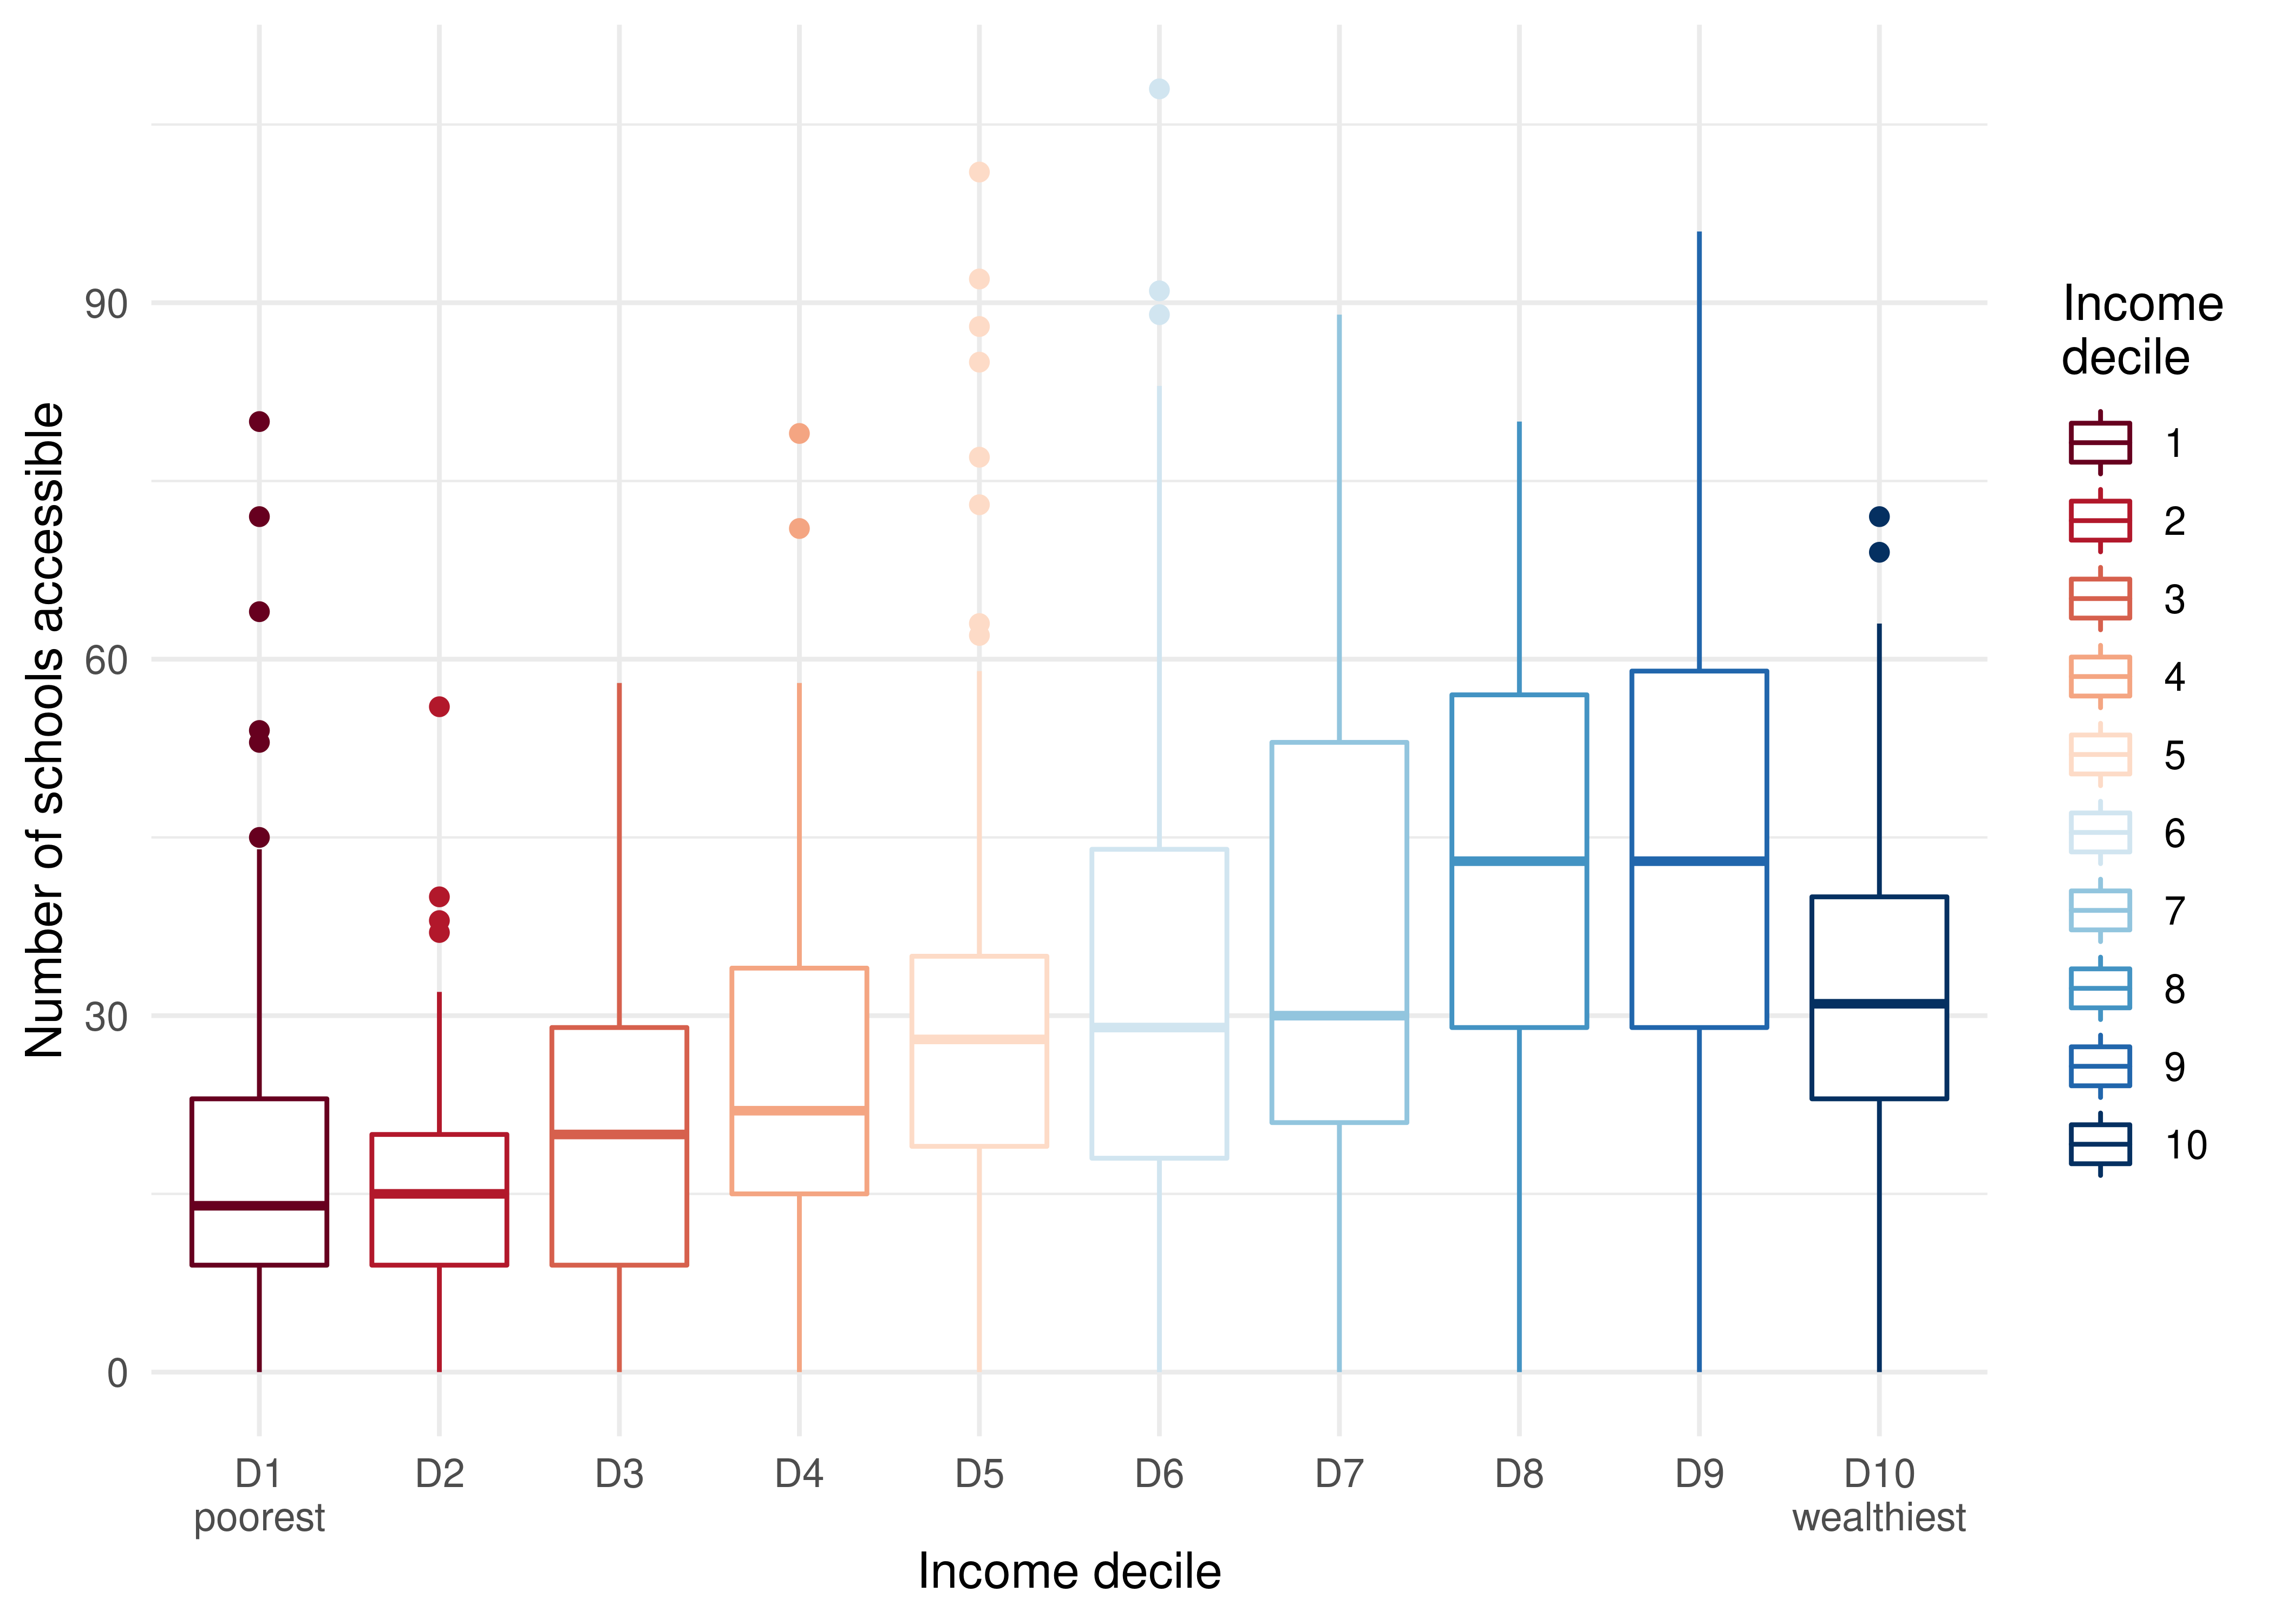 Number of schools accessible
90
60
30
0
D1
poorest
D2
D3
D4
D5
D6
D7
D8
D9
D10
wealthiest
Income decile
Income
decile
1
2
3
4
5
6
7
8
9
10